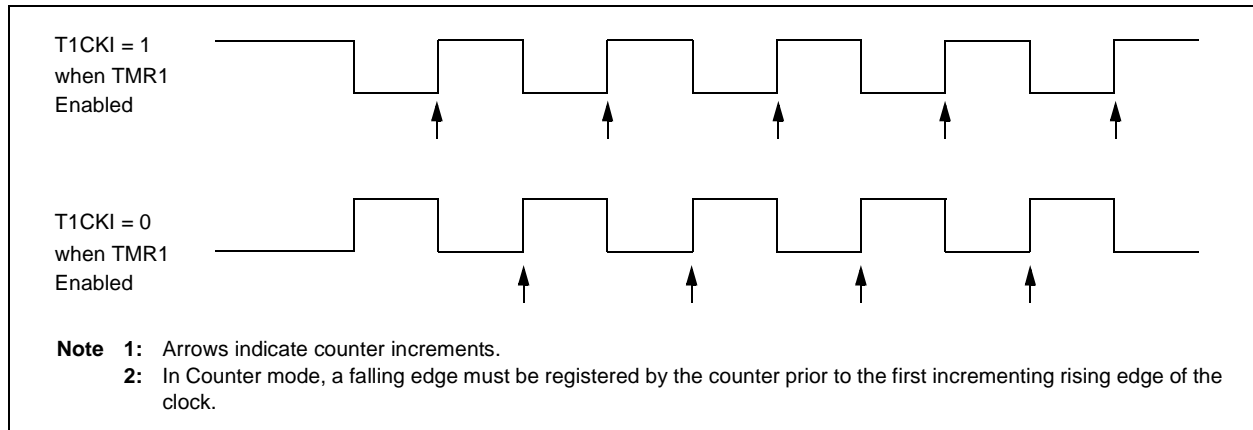 T1CKI = 1
when TMR1
Enabled
T1CKI = 0
when TMR1
Enabled
Note 1: Arrows indicate counter increments.
2: In Counter mode, a falling edge must be registered by the counter prior to the first incrementing rising edge of the
clock.